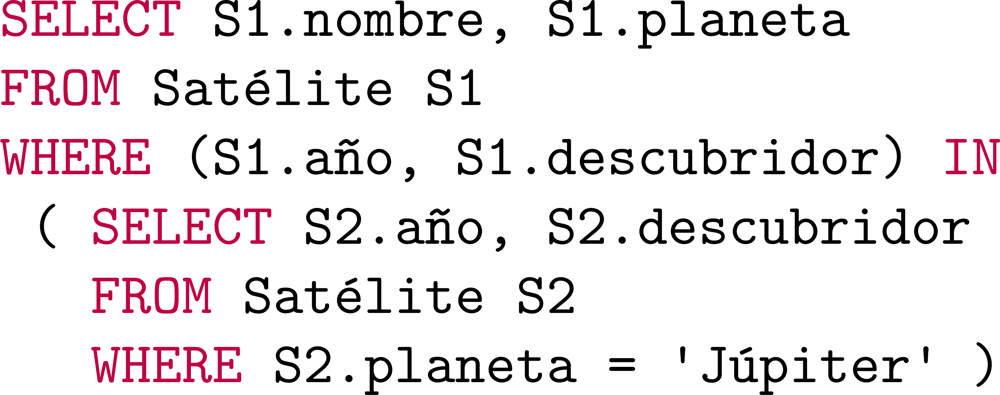 SELECT S1.nombre, S1.planeta
FROM Satélite S1
WHERE (S1.año, S1.descubridor) IN
( SELECT S2.año, S2.descubridor
FROM Satélite S2
WHERE S2.planeta = 'Júpiter' )